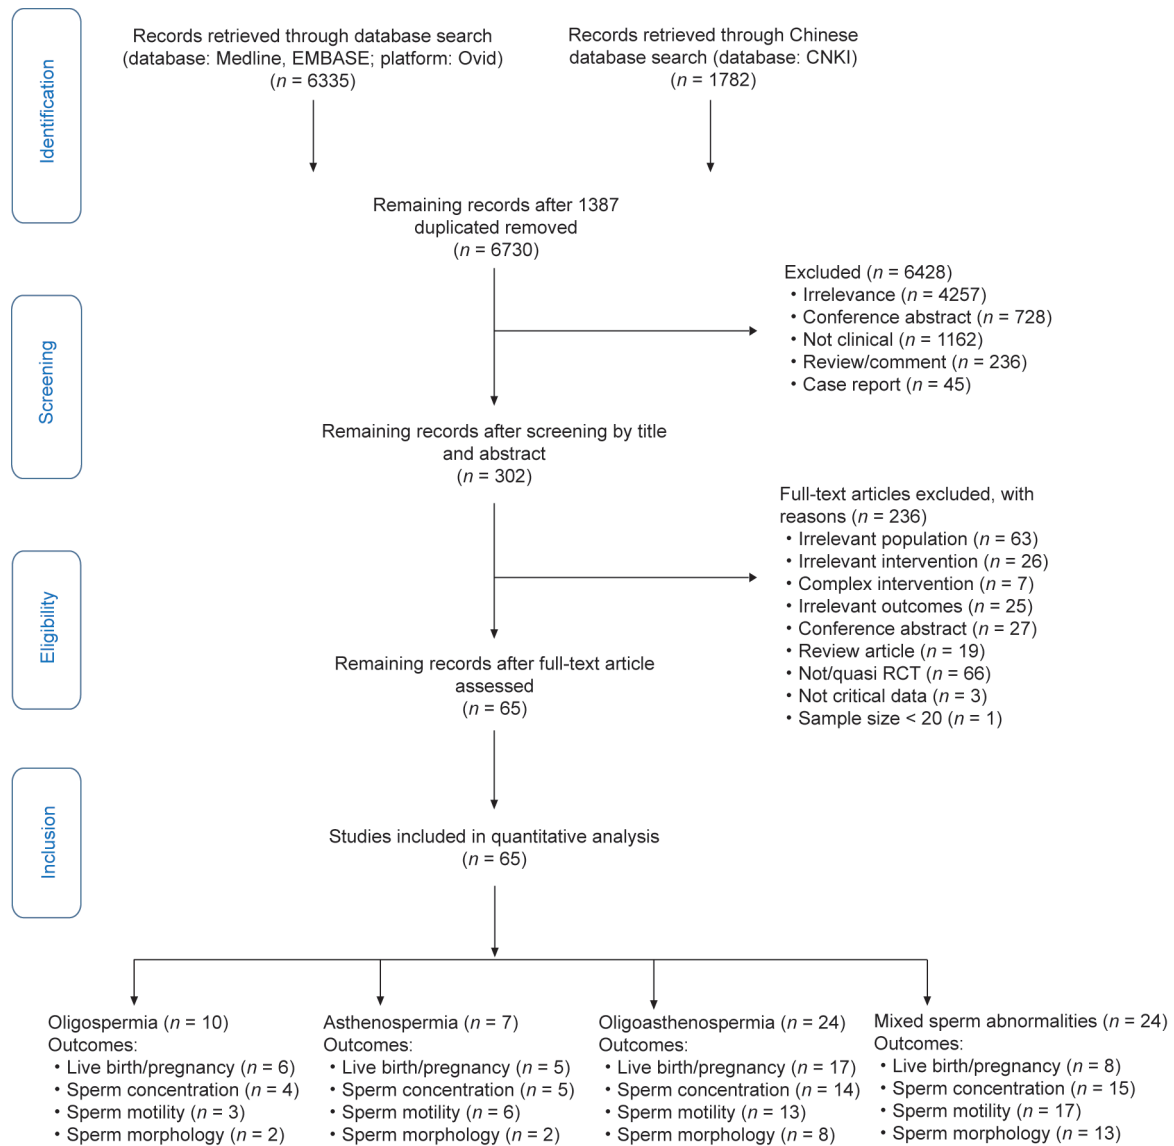 Identification
Records retrieved through database search
(database: Medline, EMBASE; platform: Ovid)
(n = 6335)
Records retrieved through Chinese
database search (database: CNKI)
(n = 1782)
Remaining records after 1387
duplicated removed
(n = 6730)
Screening
Excluded (n = 6428)
• Irrelevance (n = 4257)
• Conference abstract (n = 728)
• Not clinical (n = 1162)
• Review/comment (n = 236)
• Case report (n = 45)
Remaining records after screening by title
and abstract
(n = 302)
Eligibility
Full-text articles excluded, with
reasons (n = 236)
• Irrelevant population (n = 63)
• Irrelevant intervention (n = 26)
• Complex intervention (n = 7)
• Irrelevant outcomes (n = 25)
• Conference abstract (n = 27)
• Review article (n = 19)
• Not/quasi RCT (n = 66)
• Not critical data (n = 3)
• Sample size < 20 (n = 1)
Remaining records after full-text article
assessed
(n = 65)
Inclusion
Studies included in quantitative analysis
(n = 65)
Oligospermia (n = 10)
Outcomes:
• Live birth/pregnancy (n = 6)
• Sperm concentration (n = 4)
• Sperm motility (n = 3)
• Sperm morphology (n = 2)
Asthenospermia (n = 7)
Outcomes:
• Live birth/pregnancy (n = 5)
• Sperm concentration (n = 5)
• Sperm motility (n = 6)
• Sperm morphology (n = 2)
Oligoasthenospermia (n = 24)
Outcomes:
• Live birth/pregnancy (n = 17)
• Sperm concentration (n = 14)
• Sperm motility (n = 13)
• Sperm morphology (n = 8)
Mixed sperm abnormalities (n = 24)
Outcomes:
• Live birth/pregnancy (n = 8)
• Sperm concentration (n = 15)
• Sperm motility (n = 17)
• Sperm morphology (n = 13)